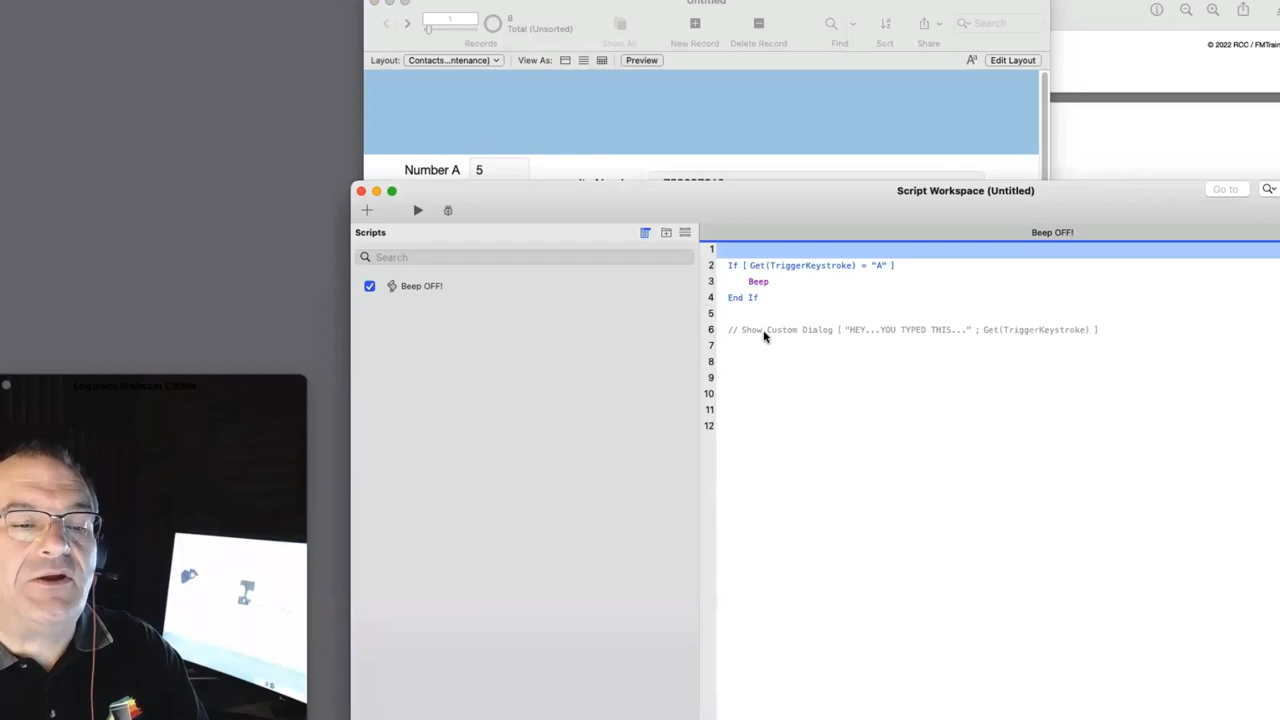 Untitled
1
8
Total (Unsorted)
Records
Show All
New Record
Delete Record
Find
Sort
Share
Search
Layout:
Contacts...ntenance)
View As:
Preview
Edit Layout
© 2022 RCC / FMTrain
Number A
5
Script Workspace (Untitled)
Go to
Scripts
Beep OFF!
Search
Beep OFF!
1
2 If [ Get(TriggerKeystroke) = "A" ]
3 Beep
4 End If
5
6 // Show Custom Dialog [ "HEY...YOU TYPED THIS..." ; Get(TriggerKeystroke) ]
7
8
9
10
11
12